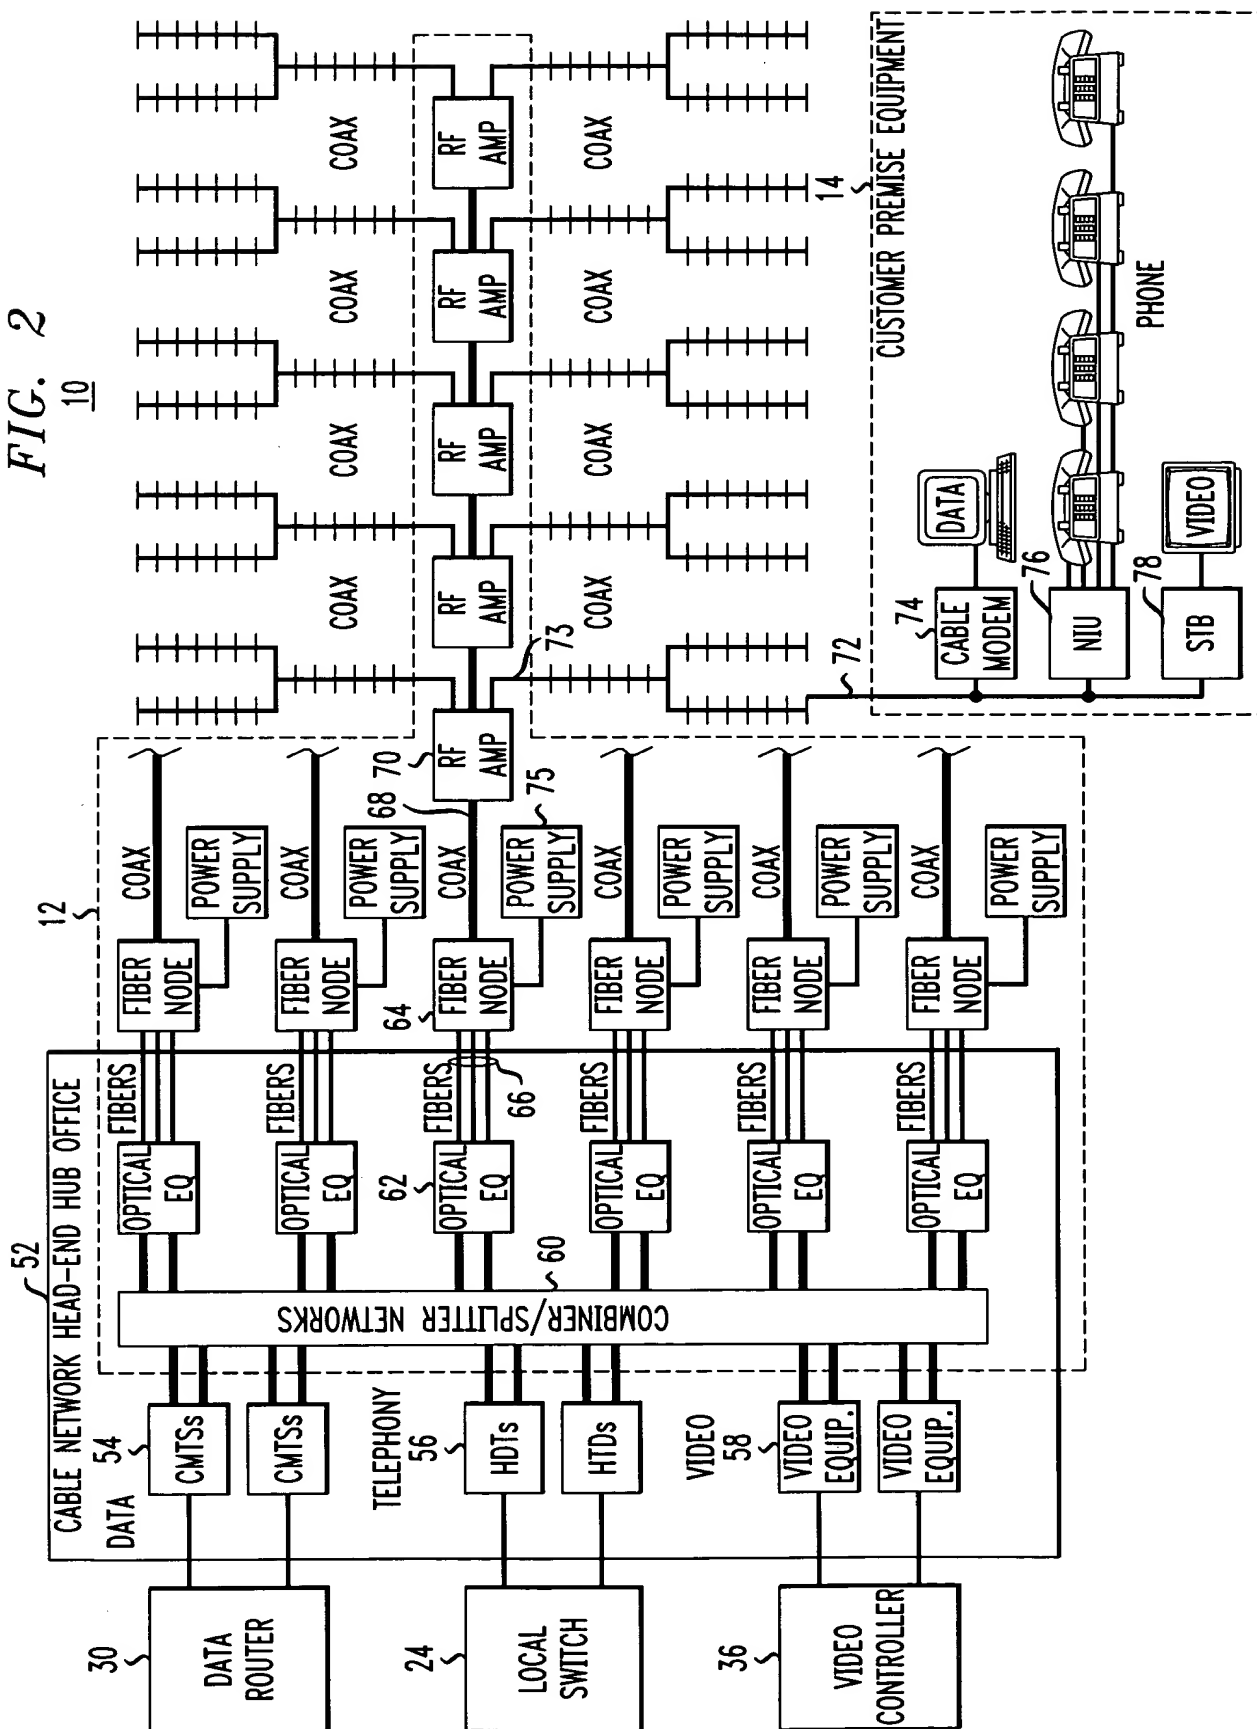 FIG. 2
10
52
CABLE NETWORK HEAD-END HUB OFFICE
12
30
DATA
ROUTER
DATA
54
CMTSs
CMTSs
24
LOCAL
SWITCH
TELEPHONY
56
HDTs
HTDs
36
VIDEO
CONTROLLER
VIDEO
58
VIDEO
EQUIP.
VIDEO
EQUIP.
60
COMBINER/SPLITTER NETWORKS
OPTICAL
EQ
FIBERS
FIBER
NODE
COAX
POWER
SUPPLY
OPTICAL
EQ
FIBERS
FIBER
NODE
COAX
POWER
SUPPLY
62
OPTICAL
EQ
FIBERS
66
64
FIBER
NODE
COAX
68
POWER
SUPPLY
75
OPTICAL
EQ
FIBERS
FIBER
NODE
COAX
POWER
SUPPLY
OPTICAL
EQ
FIBERS
FIBER
NODE
COAX
POWER
SUPPLY
OPTICAL
EQ
FIBERS
FIBER
NODE
COAX
POWER
SUPPLY
70
RF
AMP
RF
AMP
RF
AMP
RF
AMP
RF
AMP
COAX
COAX
COAX
COAX
73
COAX
COAX
COAX
COAX
72
14
CUSTOMER PREMISE EQUIPMENT
74
CABLE
MODEM
DATA
76
NIU
PHONE
78
STB
VIDEO